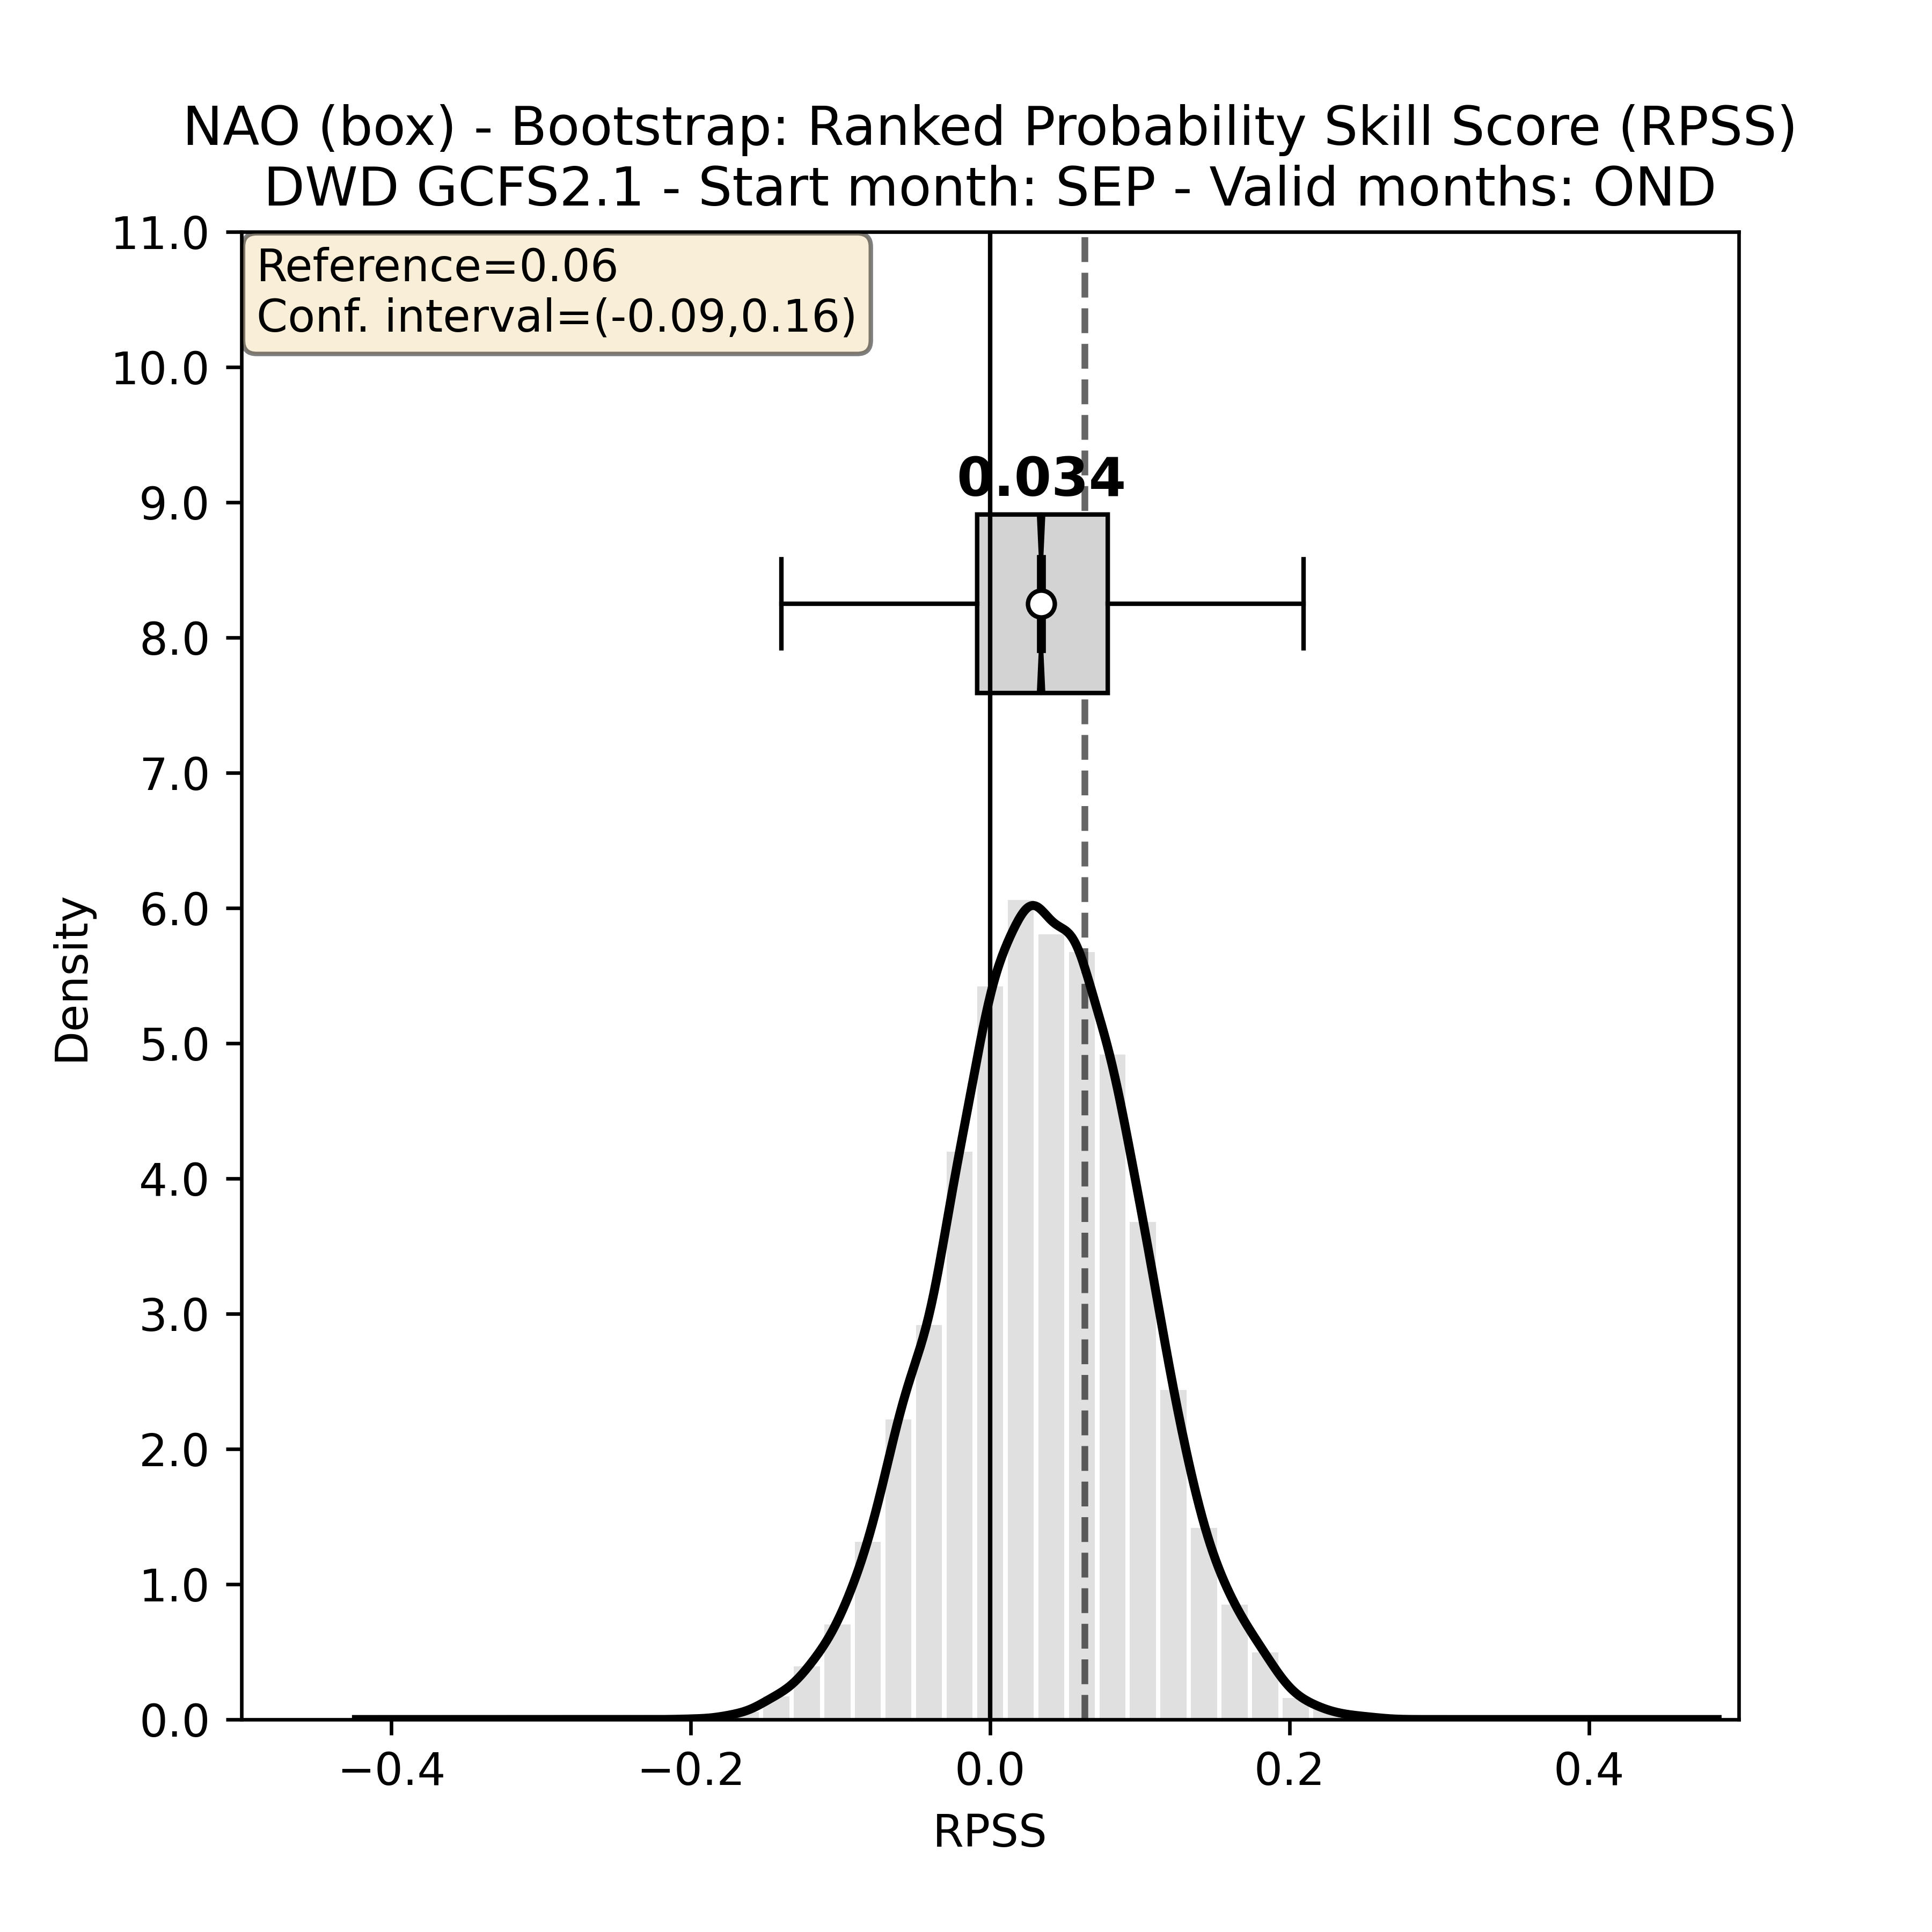 NAO (box) - Bootstrap: Ranked Probability Skill Score (RPSS)
DWD GCFS2.1 - Start month: SEP - Valid months: OND
Reference=0.06
Conf. interval=(-0.09,0.16)
0.034
11.0
10.0
9.0
8.0
7.0
6.0
5.0
4.0
3.0
2.0
1.0
0.0
Density
−0.4 −0.2 0.0 0.2 0.4
RPSS